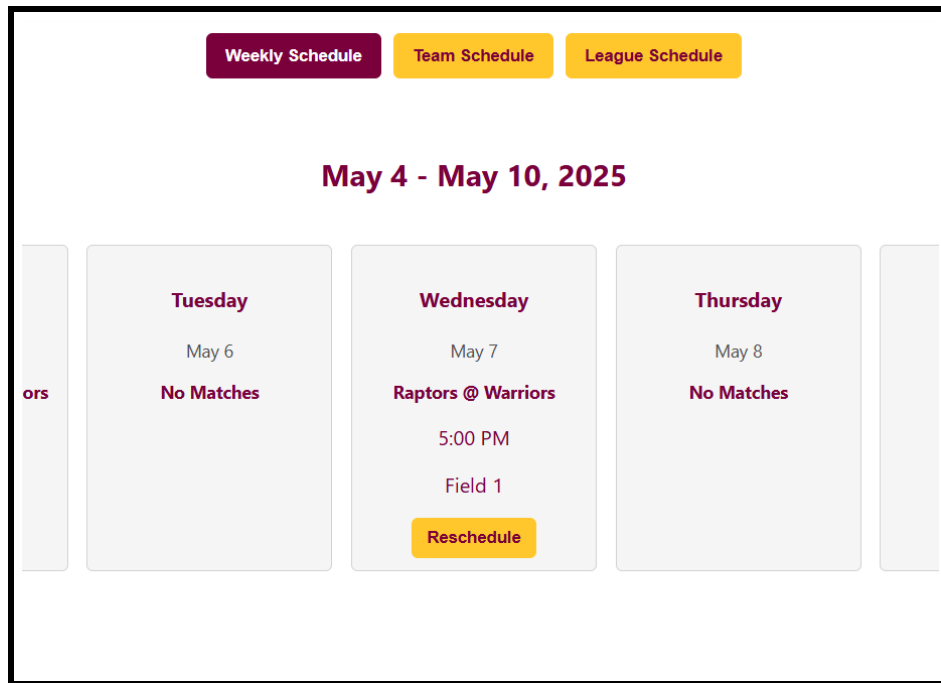 Weekly Schedule Team Schedule League Schedule
May 4 - May 10, 2025
ors
Tuesday
May 6
No Matches
Wednesday
May 7
Raptors @ Warriors
5:00 PM
Field 1
Reschedule
Thursday
May 8
No Matches